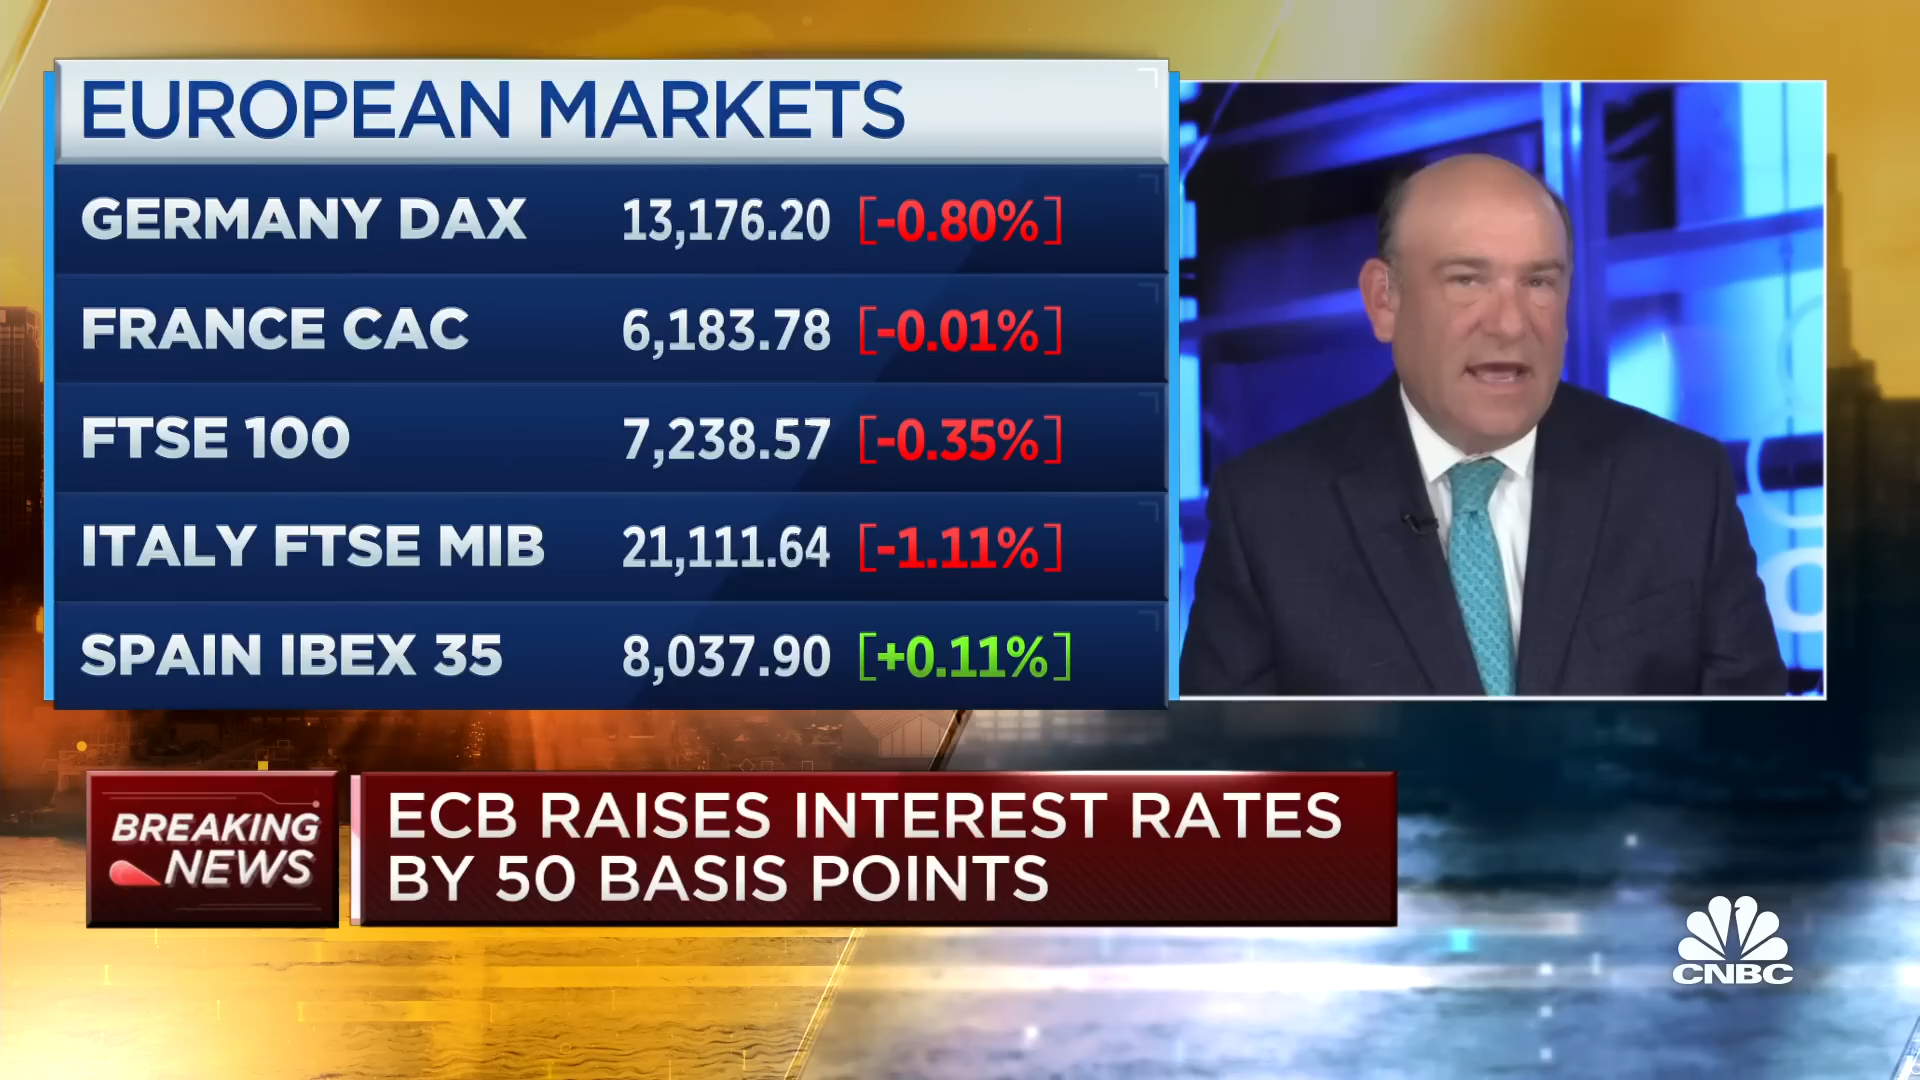 EUROPEAN MARKETS
GERMANY DAX 13,176.20 [-0.80%]
FRANCE CAC 6,183.78 [-0.01%]
FTSE 100 7,238.57 [-0.35%]
ITALY FTSE MIB 21,111.64 [-1.11%]
SPAIN IBEX 35 8,037.90 [+0.11%]
BREAKING
NEWS
ECB RAISES INTEREST RATES
BY 50 BASIS POINTS
CNBC